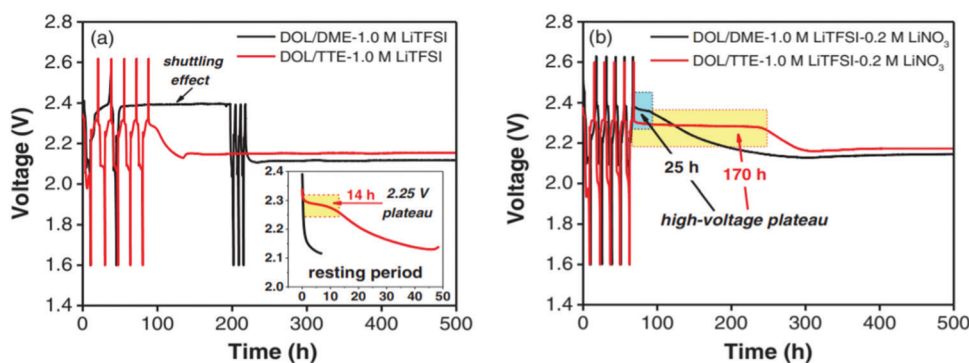 (a)
DOL/DME-1.0 M LiTFSI
DOL/TTE-1.0 M LiTFSI
shuttling
effect
2.8
2.6
2.4
2.2
2.0
1.8
1.6
1.4
Voltage (V)
0
100
200
300
400
500
Time (h)
2.4
2.3
2.2
2.1
2.0
14 h
2.25 V
plateau
resting period
0
10
20
30
40
50
(b)
DOL/DME-1.0 M LiTFSI-0.2 M LiNO₃
DOL/TTE-1.0 M LiTFSI-0.2 M LiNO₃
2.8
2.6
2.4
2.2
2.0
1.8
1.6
1.4
Voltage (V)
25 h
170 h
high-voltage plateau
0
100
200
300
400
500
Time (h)